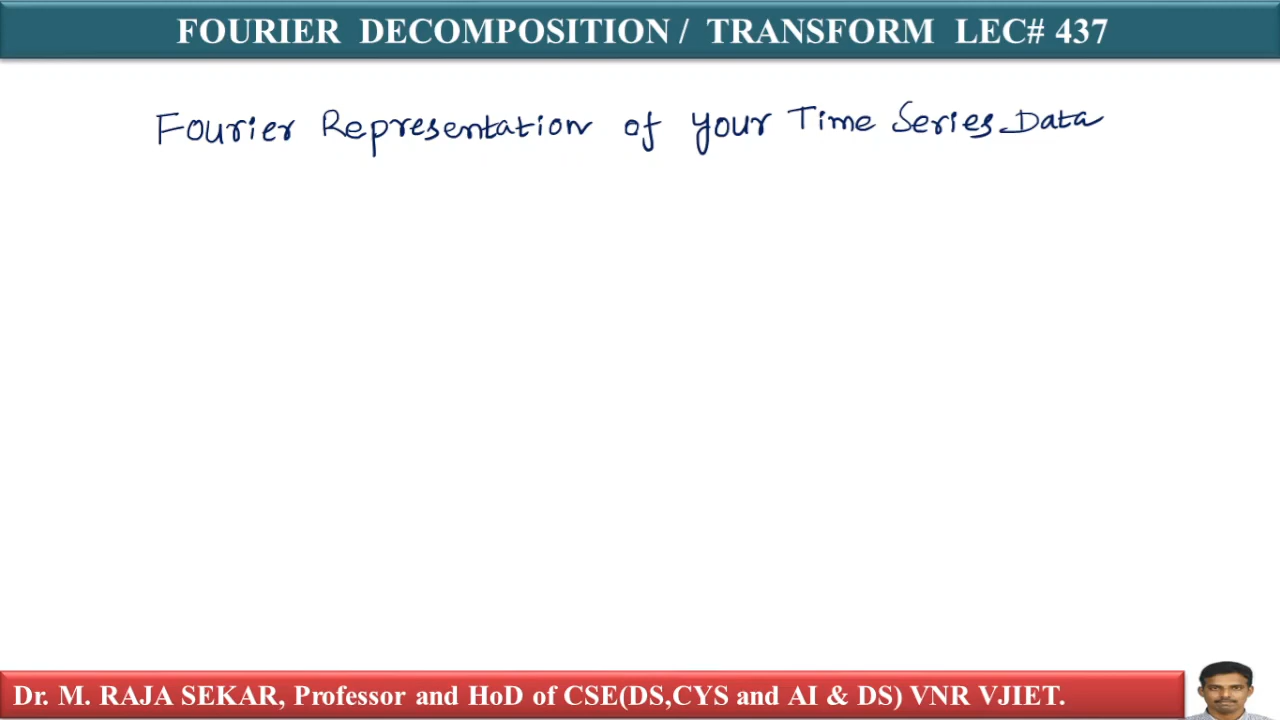 FOURIER DECOMPOSITION / TRANSFORM LEC# 437
Fourier Representation of your Time Series Data
Dr. M. RAJA SEKAR, Professor and HoD of CSE(DS,CYS and AI & DS) VNR VJIET.